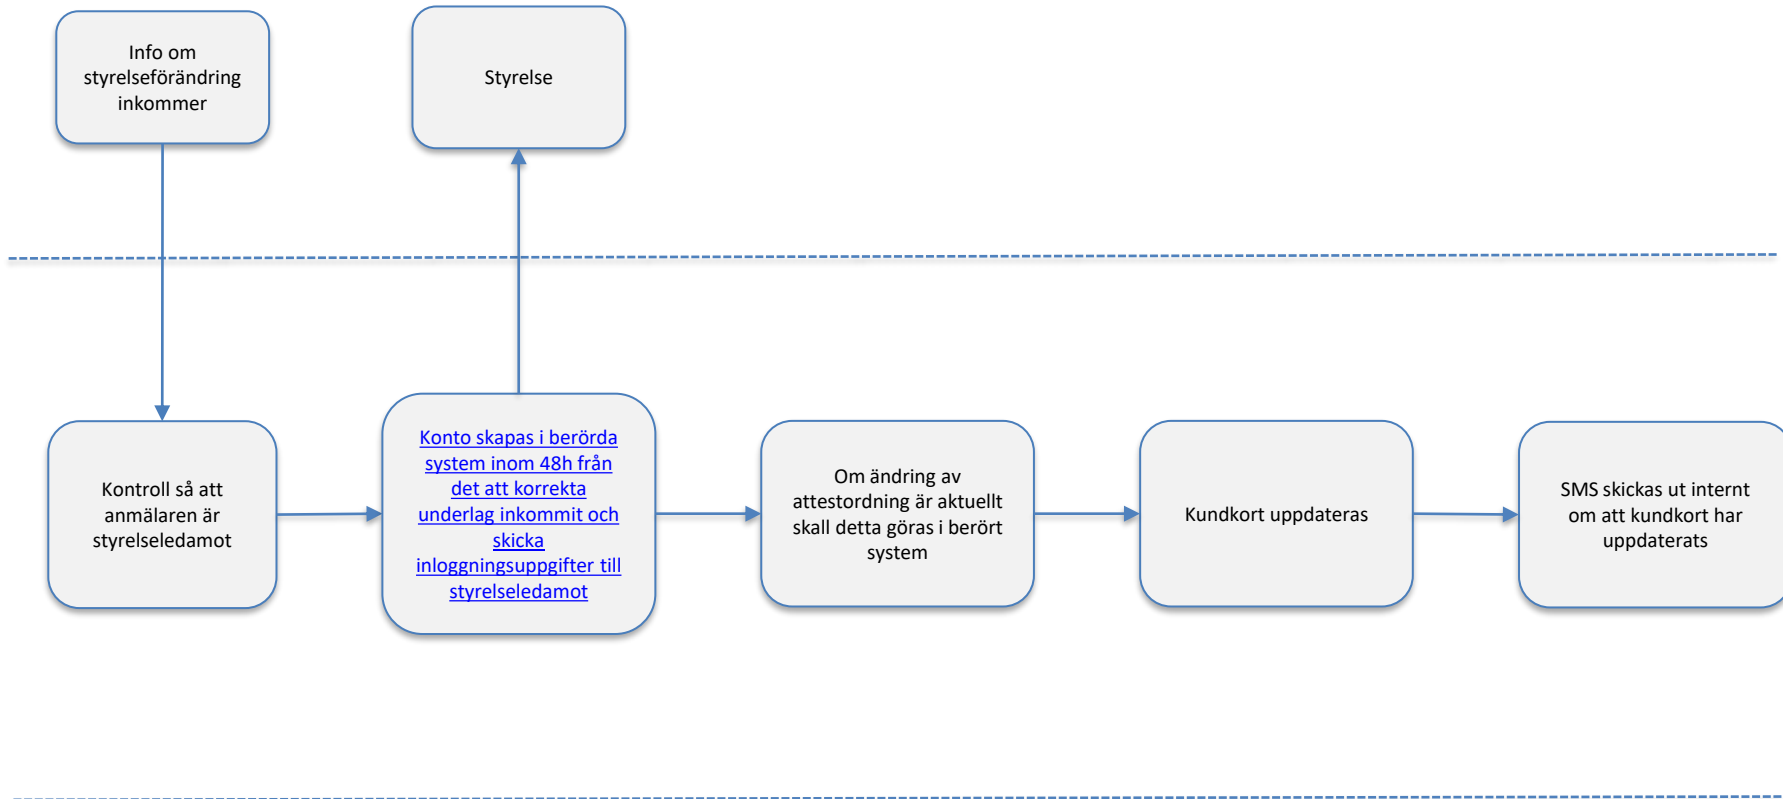 Info om
styrelseförändring
inkommer
Styrelse
Kontroll så att
anmälaren är
styrelseledamot
Konto skapas i berörda
system inom 48h från
det att korrekta
underlag inkommit och
skicka
inloggningsuppgifter till
styrelseledamot
Om ändring av
attestordning är aktuellt
skall detta göras i berört
system
Kundkort uppdateras
SMS skickas ut internt
om att kundkort har
uppdaterats